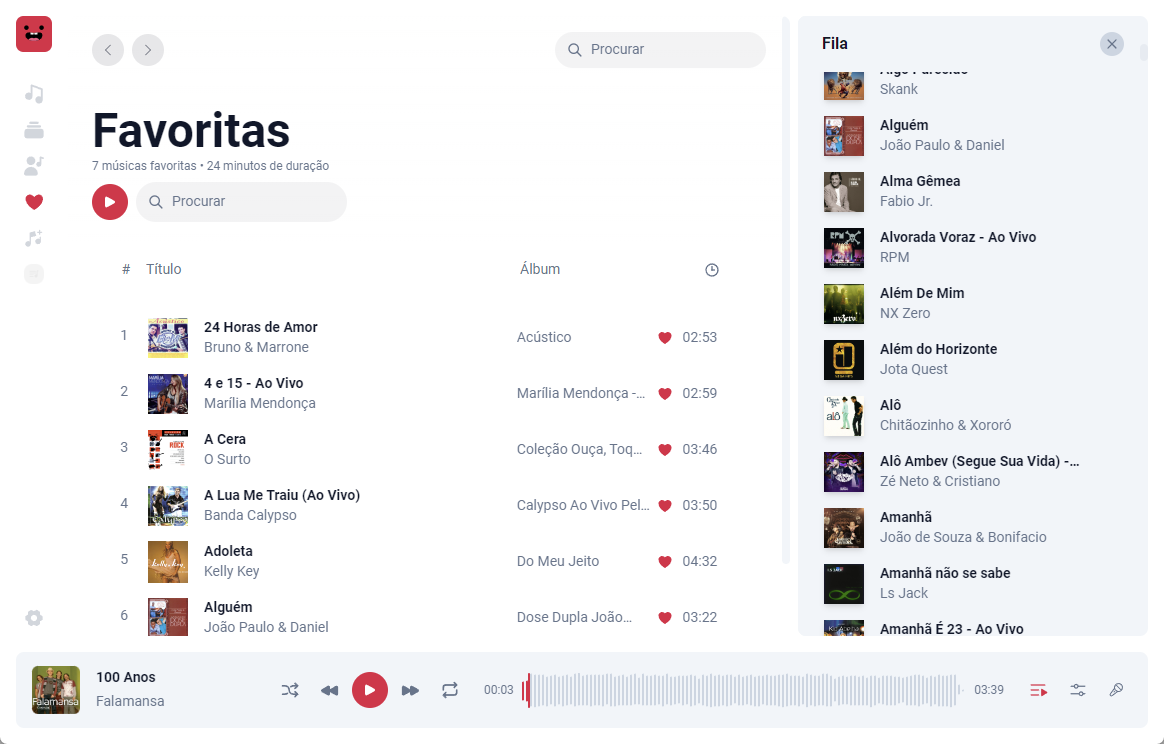 Procurar
Favoritas
7 músicas favoritas • 24 minutos de duração
Procurar
# Título Álbum
1 24 Horas de Amor Acústico 02:53
Bruno & Marrone
2 4 e 15 - Ao Vivo Marília Mendonça -... 02:59
Marília Mendonça
3 A Cera Coleção Ouça, Toq... 03:46
O Surto
4 A Lua Me Traiu (Ao Vivo) Calypso Ao Vivo Pel... 03:50
Banda Calypso
5 Adoleta Do Meu Jeito 04:32
Kelly Key
6 Alguém Dose Dupla João... 03:22
João Paulo & Daniel
Fila
Algo Parecido
Skank
Alguém
João Paulo & Daniel
Alma Gêmea
Fabio Jr.
Alvorada Voraz - Ao Vivo
RPM
Além De Mim
NX Zero
Além do Horizonte
Jota Quest
Alô
Chitãozinho & Xororó
Alô Ambev (Segue Sua Vida) -...
Zé Neto & Cristiano
Amanhã
João de Souza & Bonifacio
Amanhã não se sabe
Ls Jack
Amanhã É 23 - Ao Vivo
100 Anos
Falamansa
Falamansa
00:03
03:39